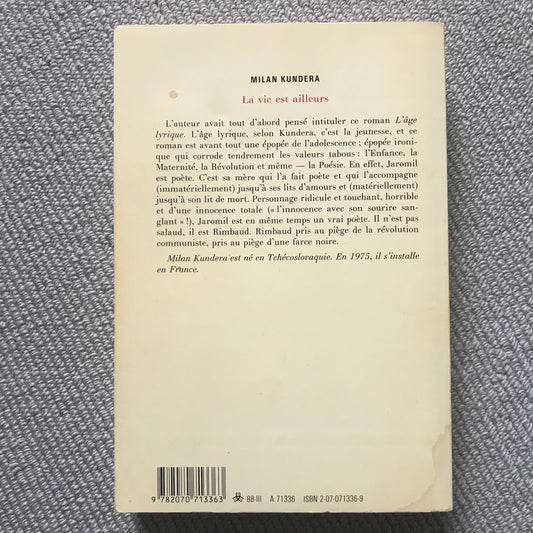 MILAN KUNDERA
La vie est ailleurs
L'auteur avait tout d'abord pensé intituler ce roman L'âge
lyrique. L'âge lyrique, selon Kundera, c'est la jeunesse, et ce
roman est avant tout une épopée de l'adolescence ; épopée ironi-
que qui corrode tendrement les valeurs tabous : l'Enfance, la
Maternité, la Révolution et même — la Poésie. En effet, Jaromil
est poète. C'est sa mère qui l'a fait poète et qui l'accompagne
(immatériellement) jusqu'à ses lits d'amours et (matériellement)
jusqu'à son lit de mort. Personnage ridicule et touchant, horrible
et d'une innocence totale (« l'innocence avec son sourire san-
glant » !), Jaromil est en même temps un vrai poète. Il n'est pas
salaud, il est Rimbaud. Rimbaud pris au piège de la révolution
communiste, pris au piège d'une farce noire.
Milan Kundera est né en Tchécoslovaquie. En 1975, il s'installe
en France.
9 782070 713363 88-III A 71336 ISBN 2-07-071336-9